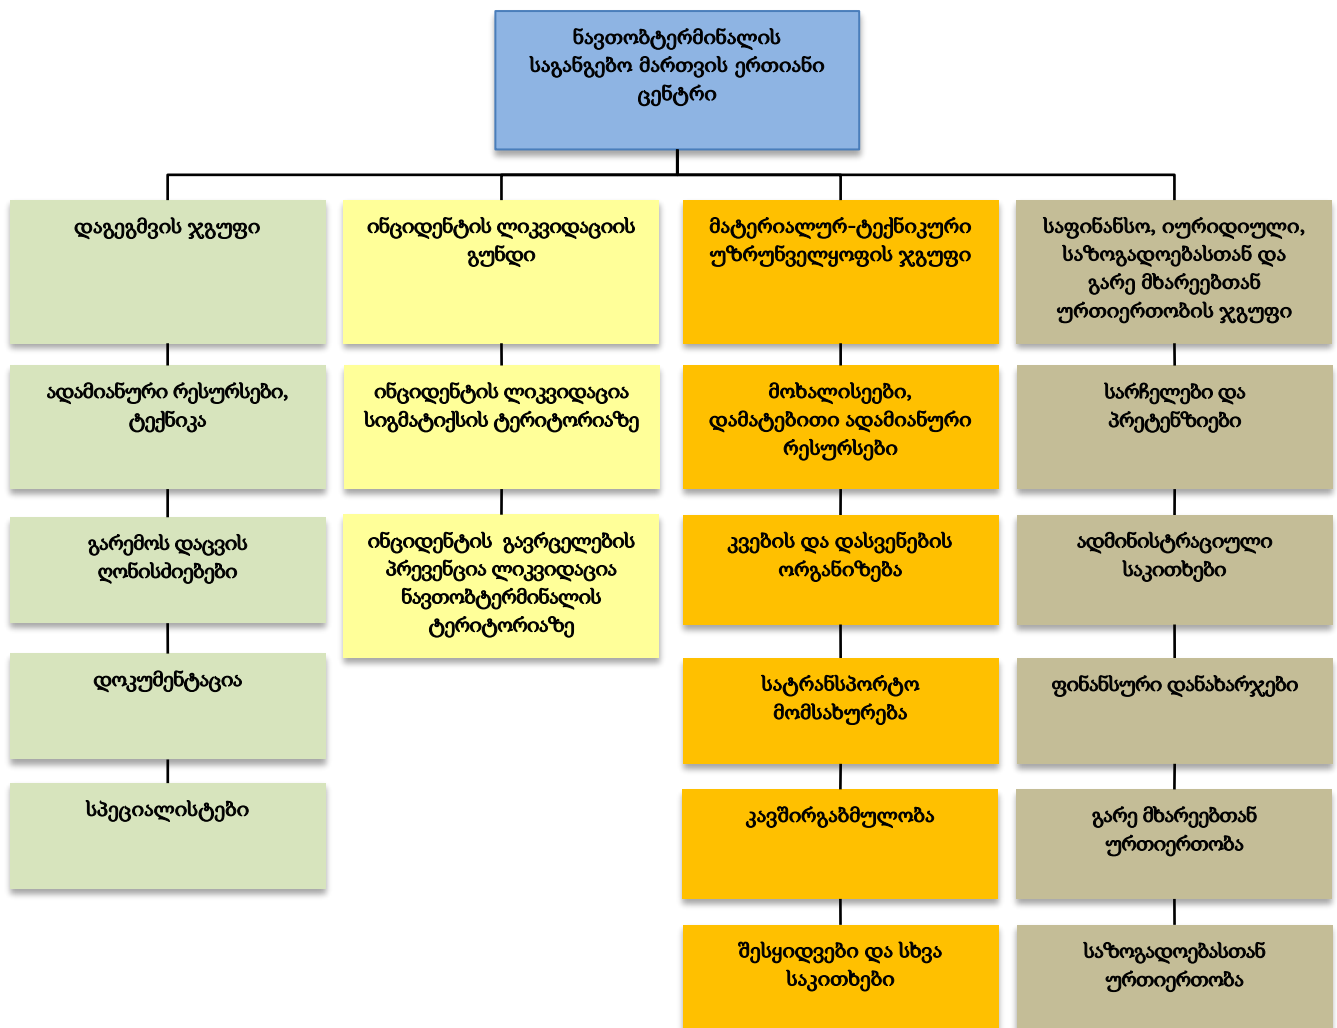 ნავთობტერმინალის
საგანგებო მართვის ერთიანი
ცენტრი
დაგეგმვის ჯგუფი
ადამიანური რესურსები,
ტექნიკა
გარემოს დაცვის
ღონისძიებები
დოკუმენტაცია
სპეციალისტები
ინციდენტის ლიკვიდაციის
გუნდი
ინციდენტის ლიკვიდაცია
სიგმატიქსის ტერიტორიაზე
ინციდენტის გავრცელების
პრევენცია ლიკვიდაცია
ნავთობტერმინალის
ტერიტორიაზე
მატერიალურ-ტექნიკური
უზრუნველყოფის ჯგუფი
მოხალისეები,
დამატებითი ადამიანური
რესურსები
კვების და დასვენების
ორგანიზება
სატრანსპორტო
მომსახურება
კავშირგაბმულობა
შესყიდვები და სხვა
საკითხები
საფინანსო, იურიდიული,
საზოგადოებასთან და
გარე მხარეებთან
ურთიერთობის ჯგუფი
სარჩელები და
პრეტენზიები
ადმინისტრაციული
საკითხები
ფინანსური დანახარჯები
გარე მხარეებთან
ურთიერთობა
საზოგადოებასთან
ურთიერთობა